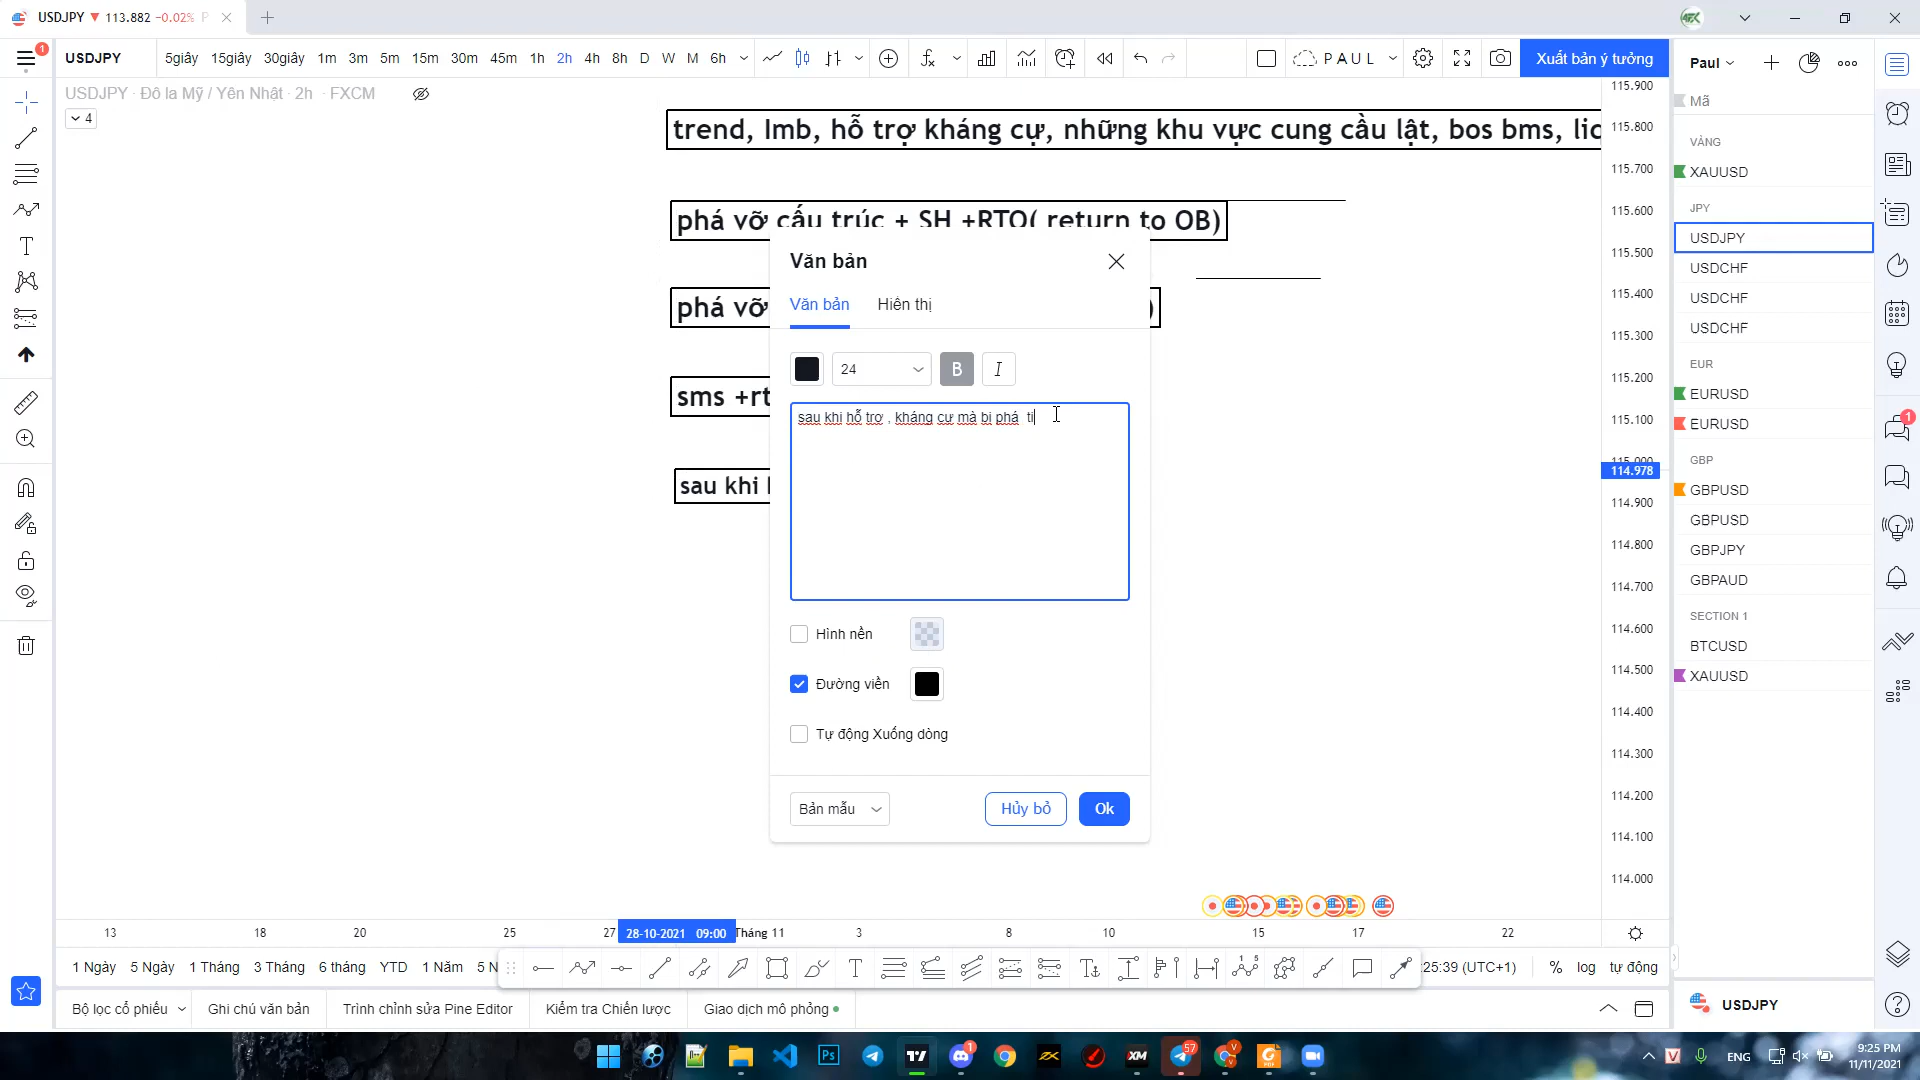 USDJPY ▼ 113.882 −0.02% P
USDJPY
5giây 15giây 30giây 1m 3m 5m 15m 30m 45m 1h 2h 4h 8h D W M 6h
PAUL
Xuất bản ý tưởng
USDJPY · Đô la Mỹ / Yên Nhật · 2h · FXCM
4
trend, Imb, hỗ trợ kháng cự, những khu vực cung cầu lật, bos bms,
phá vỡ cấu trúc + SH +RTO( return to OB)
phá vỡ
sms +rt
sau khi
Văn bản
Văn bản Hiên thị
24 B I
sau khi hỗ trợ , kháng cự mà bị phá  ti
Hình nền
Đường viền
Tự động Xuống dòng
Bản mẫu
Hủy bỏ
Ok
115.900
115.800
115.700
115.600
115.500
115.400
115.300
115.200
115.100
115.000
114.978
114.900
114.800
114.700
114.600
114.500
114.400
114.300
114.200
114.100
114.000
13 18 20 25 27 28-10-2021 09:00 Tháng 11 3 8 10 15 17 22
1 Ngày 5 Ngày 1 Tháng 3 Tháng 6 tháng YTD 1 Năm 5 N
:25:39 (UTC+1) % log tự động
Bộ lọc cổ phiếu
Ghi chú văn bản
Trình chỉnh sửa Pine Editor
Kiểm tra Chiến lược
Giao dịch mô phỏng
Paul
Mã
VÀNG
XAUUSD
JPY
USDJPY
USDCHF
USDCHF
USDCHF
EUR
EURUSD
EURUSD
GBP
GBPUSD
GBPUSD
GBPJPY
GBPAUD
SECTION 1
BTCUSD
XAUUSD
USDJPY
ENG
9:25 PM
11/11/2021